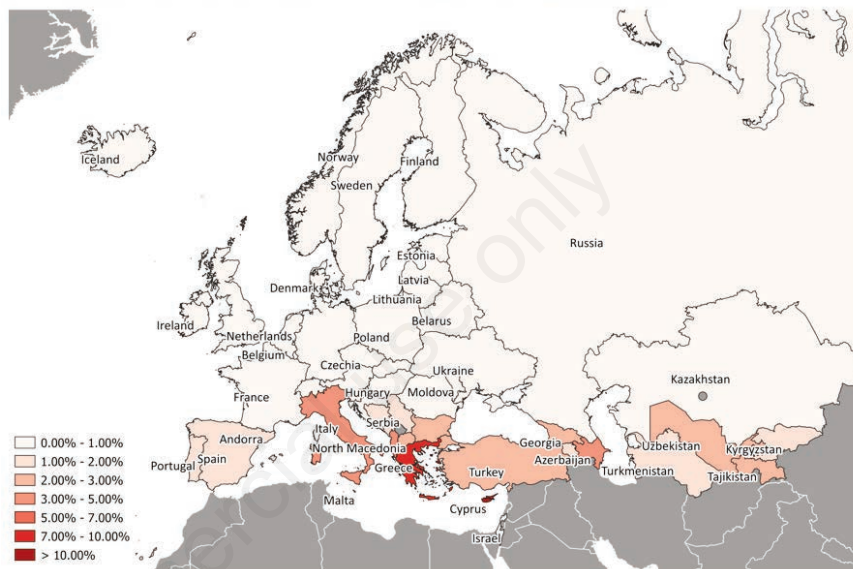 Iceland
Norway
Finland
Sweden
Russia
Estonia
Latvia
Denmark
Lithuania
Ireland
Belarus
Netherlands
Poland
Belgium
Czechia
Ukraine
Kazakhstan
France
Hungary
Moldova
Serbia
Italy
Andorra
Georgia
Uzbekistan
Kyrgyzstan
North Macedonia
Azerbaijan
Portugal
Spain
Greece
Turkey
Turkmenistan
Tajikistan
Malta
Cyprus
Israel
0.00% - 1.00%
1.00% - 2.00%
2.00% - 3.00%
3.00% - 5.00%
5.00% - 7.00%
7.00% - 10.00%
> 10.00%
ercial use only